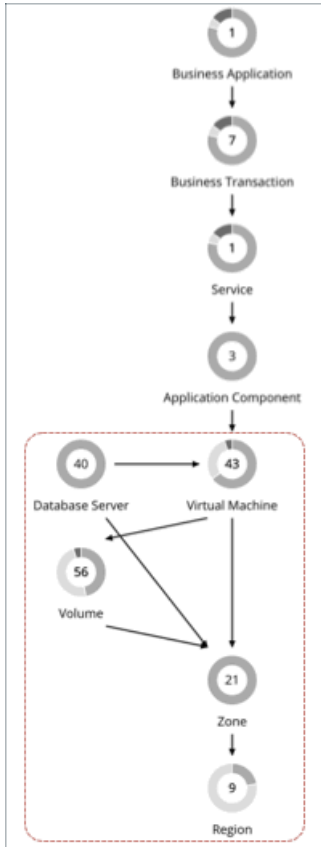 1
Business Application
7
Business Transaction
1
Service
3
Application Component
40
43
Database Server
Virtual Machine
56
Volume
21
Zone
9
Region